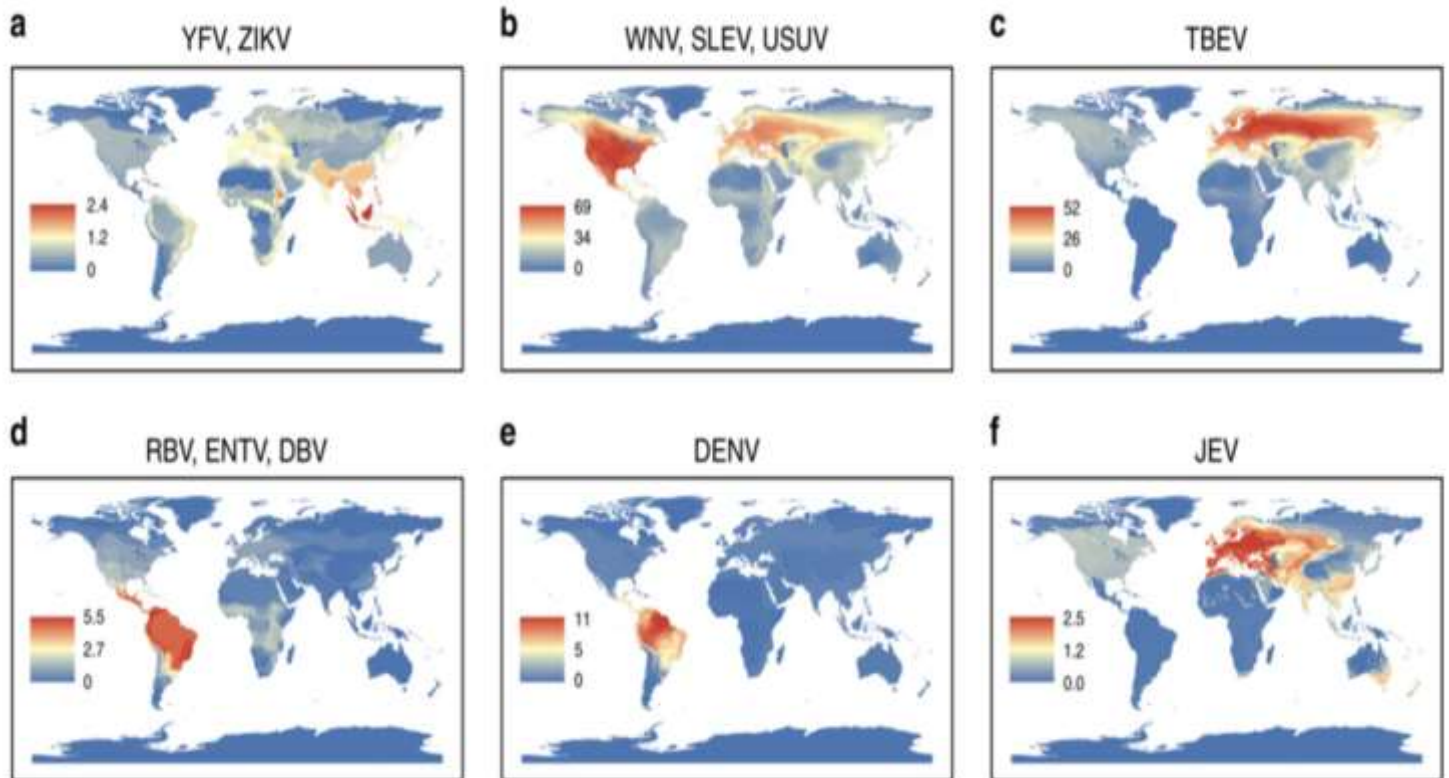 a
YFV, ZIKV
2.4
1.2
0
b
WNV, SLEV, USUV
69
34
0
c
TBEV
52
26
0
d
RBV, ENTV, DBV
5.5
2.7
0
e
DENV
11
5
0
f
JEV
2.5
1.2
0.0